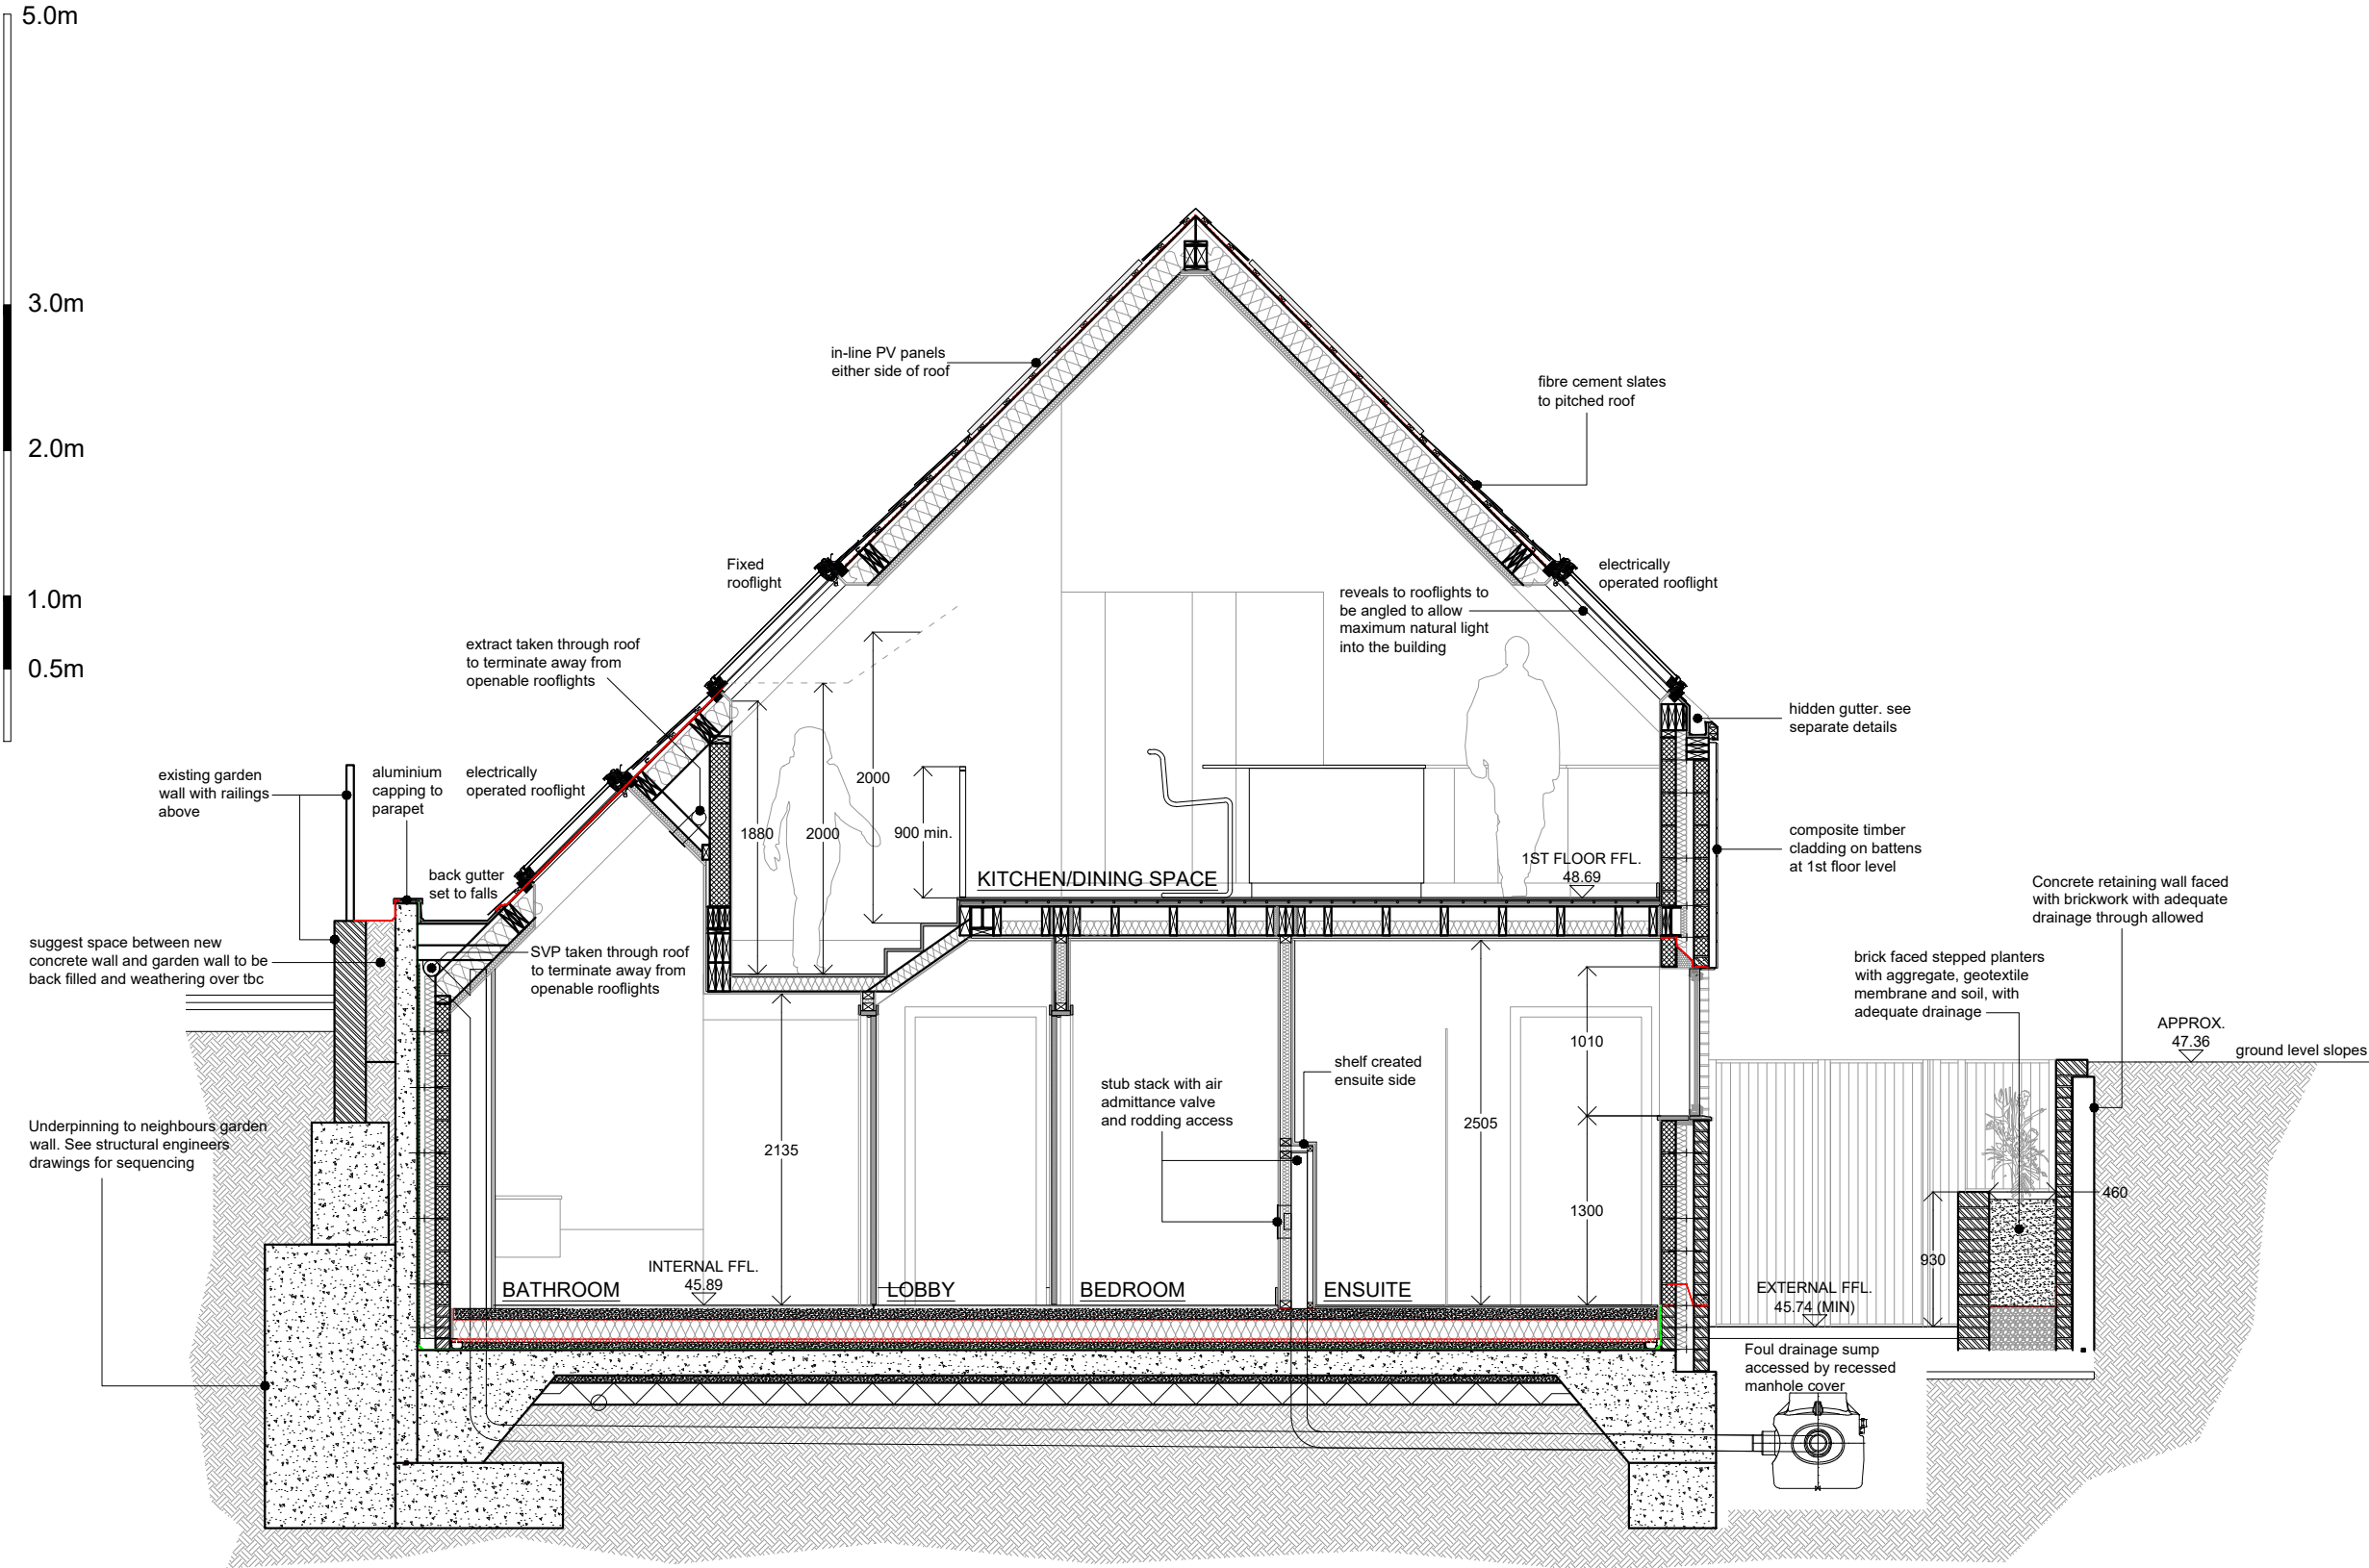 5.0m
3.0m
2.0m
1.0m
0.5m
in-line PV panels
either side of roof
fibre cement slates
to pitched roof
Fixed
rooflight
electrically
operated rooflight
reveals to rooflights to
be angled to allow
maximum natural light
into the building
extract taken through roof
to terminate away from
openable rooflights
hidden gutter. see
separate details
existing garden
wall with railings
above
aluminium
capping to
parapet
electrically
operated rooflight
2000
1880
2000
900 min.
composite timber
cladding on battens
at 1st floor level
back gutter
set to falls
KITCHEN/DINING SPACE
1ST FLOOR FFL.
48.69
Concrete retaining wall faced
with brickwork with adequate
drainage through allowed
suggest space between new
concrete wall and garden wall to be
back filled and weathering over tbc
SVP taken through roof
to terminate away from
openable rooflights
brick faced stepped planters
with aggregate, geotextile
membrane and soil, with
adequate drainage
APPROX.
47.36
ground level slopes
1010
shelf created
ensuite side
stub stack with air
admittance valve
and rodding access
2505
Underpinning to neighbours garden
wall. See structural engineers
drawings for sequencing
2135
1300
460
930
INTERNAL FFL.
45.89
BATHROOM
LOBBY
BEDROOM
ENSUITE
EXTERNAL FFL.
45.74 (MIN)
Foul drainage sump
accessed by recessed
manhole cover